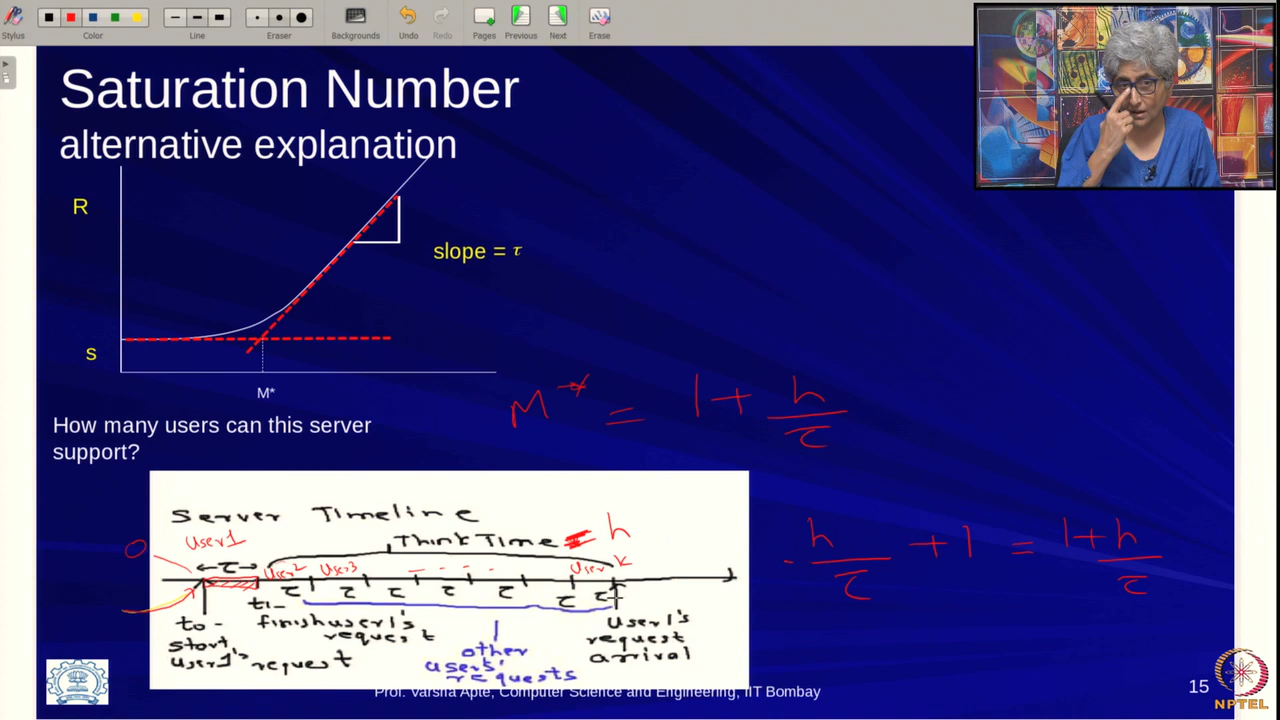 Stylus
Color
Line
Eraser
Backgrounds
Undo
Redo
Pages
Previous
Next
Erase
Saturation Number
alternative explanation
R
slope = τ
s
M*
How many users can this server
support?
M* = 1 + h/τ
h/τ + 1 = 1 + h/τ
Server Timeline
User1
Think Time = h
0
← τ →
User2 User3 - - - - User K
τ τ τ τ τ τ τ
t0 - start user1's request
t1 - finish user1's request
other users' requests
User1's request arrival
Prof. Varsha Apte, Computer Science and Engineering, IIT Bombay
15
NPTEL